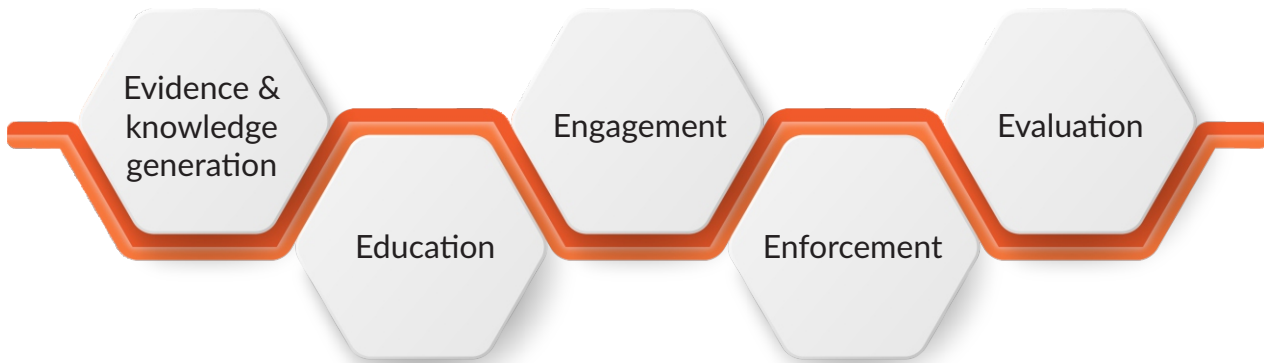 Evidence &
knowledge
generation
Education
Engagement
Enforcement
Evaluation